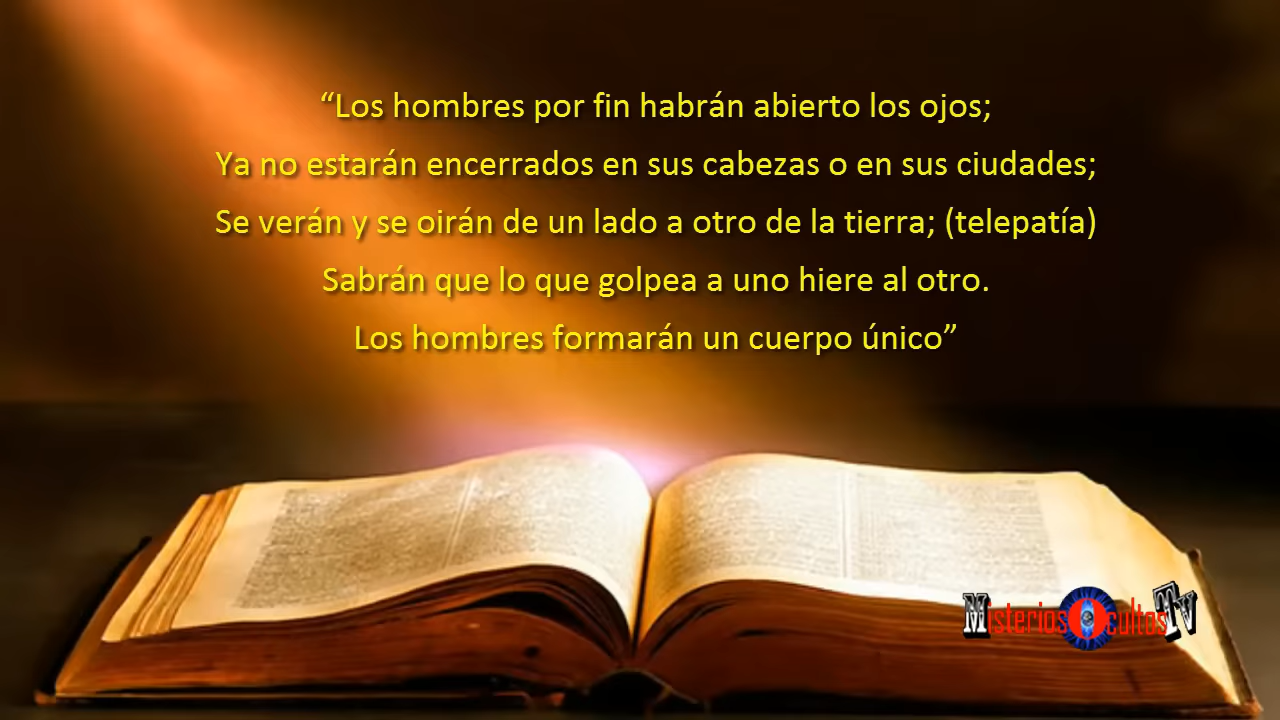 “Los hombres por fin habrán abierto los ojos;
Ya no estarán encerrados en sus cabezas o en sus ciudades;
Se verán y se oirán de un lado a otro de la tierra; (telepatía)
Sabrán que lo que golpea a uno hiere al otro.
Los hombres formarán un cuerpo único”
Misterios Ocultos Tv